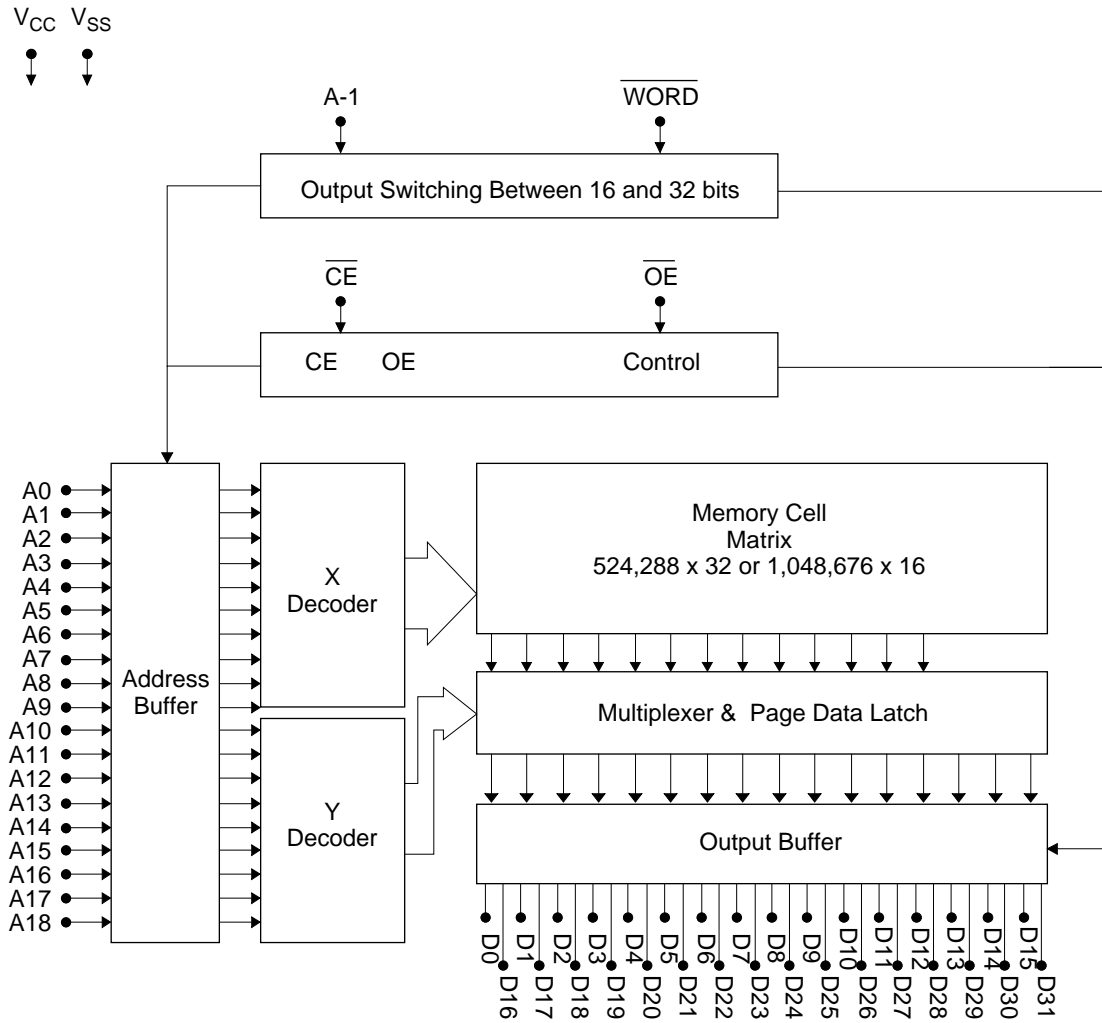 VCC VSS
A-1 WORD
Output Switching Between 16 and 32 bits
CE OE
CE OE Control
A0
A1
A2
A3
A4
A5
A6
A7
A8
A9
A10
A11
A12
A13
A14
A15
A16
A17
A18
Address
Buffer
X
Decoder
Y
Decoder
Memory Cell
Matrix
524,288 x 32 or 1,048,676 x 16
Multiplexer & Page Data Latch
Output Buffer
D0 D1 D2 D3 D4 D5 D6 D7 D8 D9 D10 D11 D12 D13 D14 D15
D16 D17 D18 D19 D20 D21 D22 D23 D24 D25 D26 D27 D28 D29 D30 D31